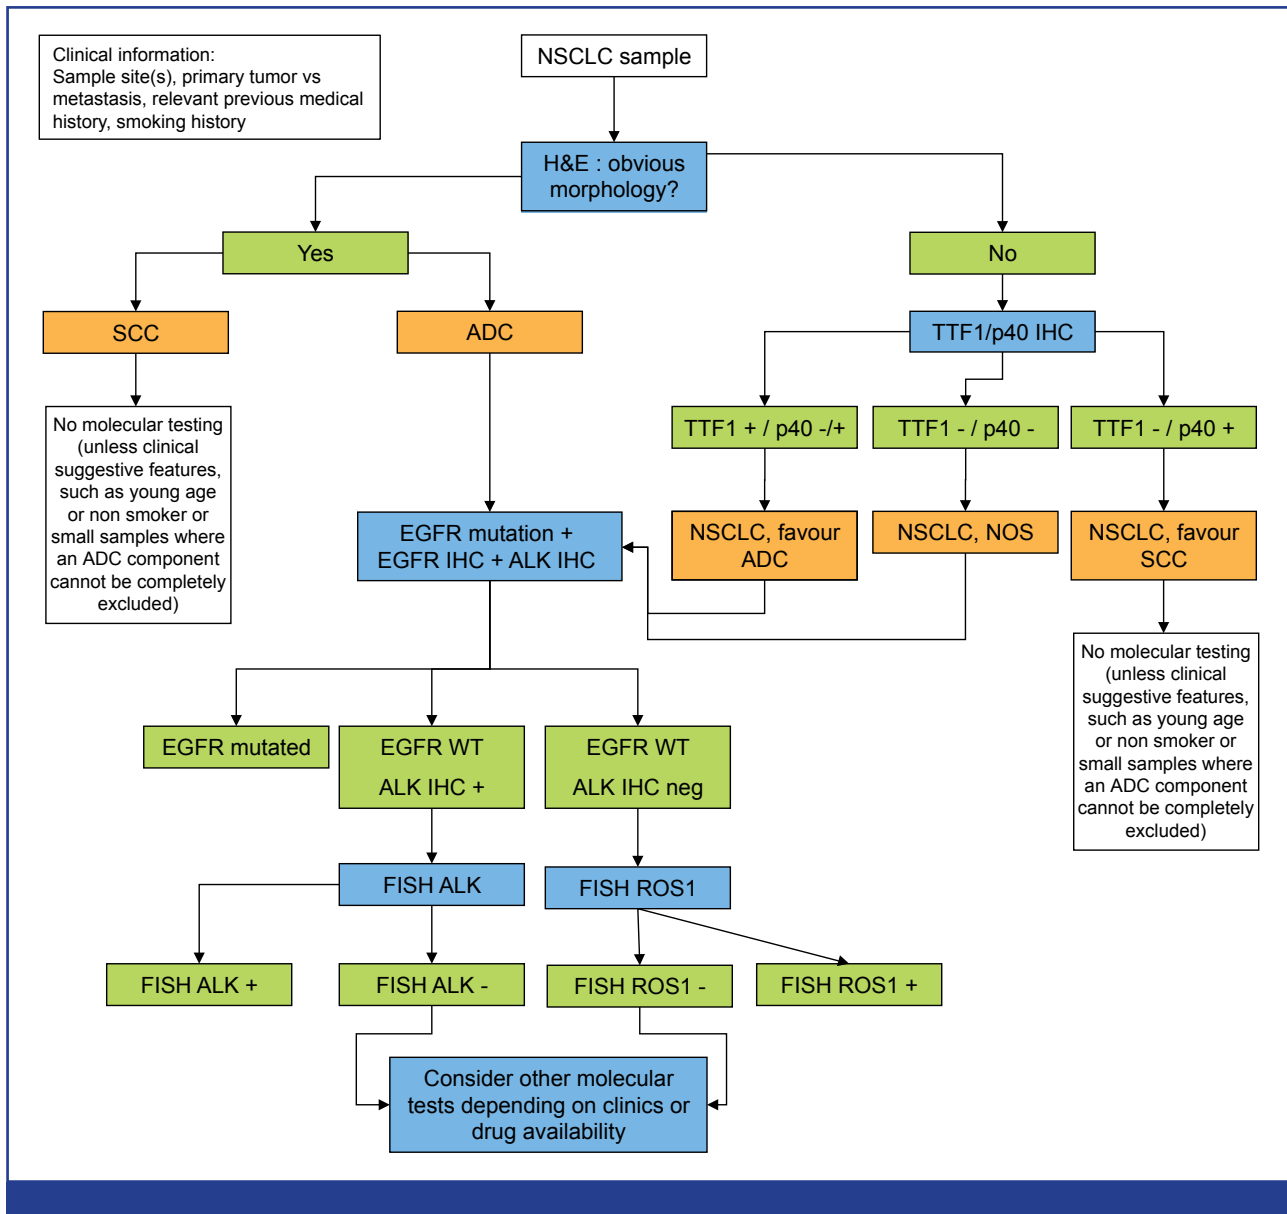 Clinical information:
Sample site(s), primary tumor vs
metastasis, relevant previous medical
history, smoking history
NSCLC sample
H&E : obvious
morphology?
Yes
No
SCC
ADC
TTF1/p40 IHC
No molecular testing
(unless clinical
suggestive features,
such as young age
or non smoker or
small samples where
an ADC component
cannot be completely
excluded)
TTF1 + / p40 -/+
TTF1 - / p40 -
TTF1 - / p40 +
EGFR mutation +
EGFR IHC + ALK IHC
NSCLC, favour
ADC
NSCLC, NOS
NSCLC, favour
SCC
No molecular testing
(unless clinical
suggestive features,
such as young age
or non smoker or
small samples where
an ADC component
cannot be completely
excluded)
EGFR mutated
EGFR WT
ALK IHC +
EGFR WT
ALK IHC neg
FISH ALK
FISH ROS1
FISH ALK +
FISH ALK -
FISH ROS1 -
FISH ROS1 +
Consider other molecular
tests depending on clinics or
drug availability